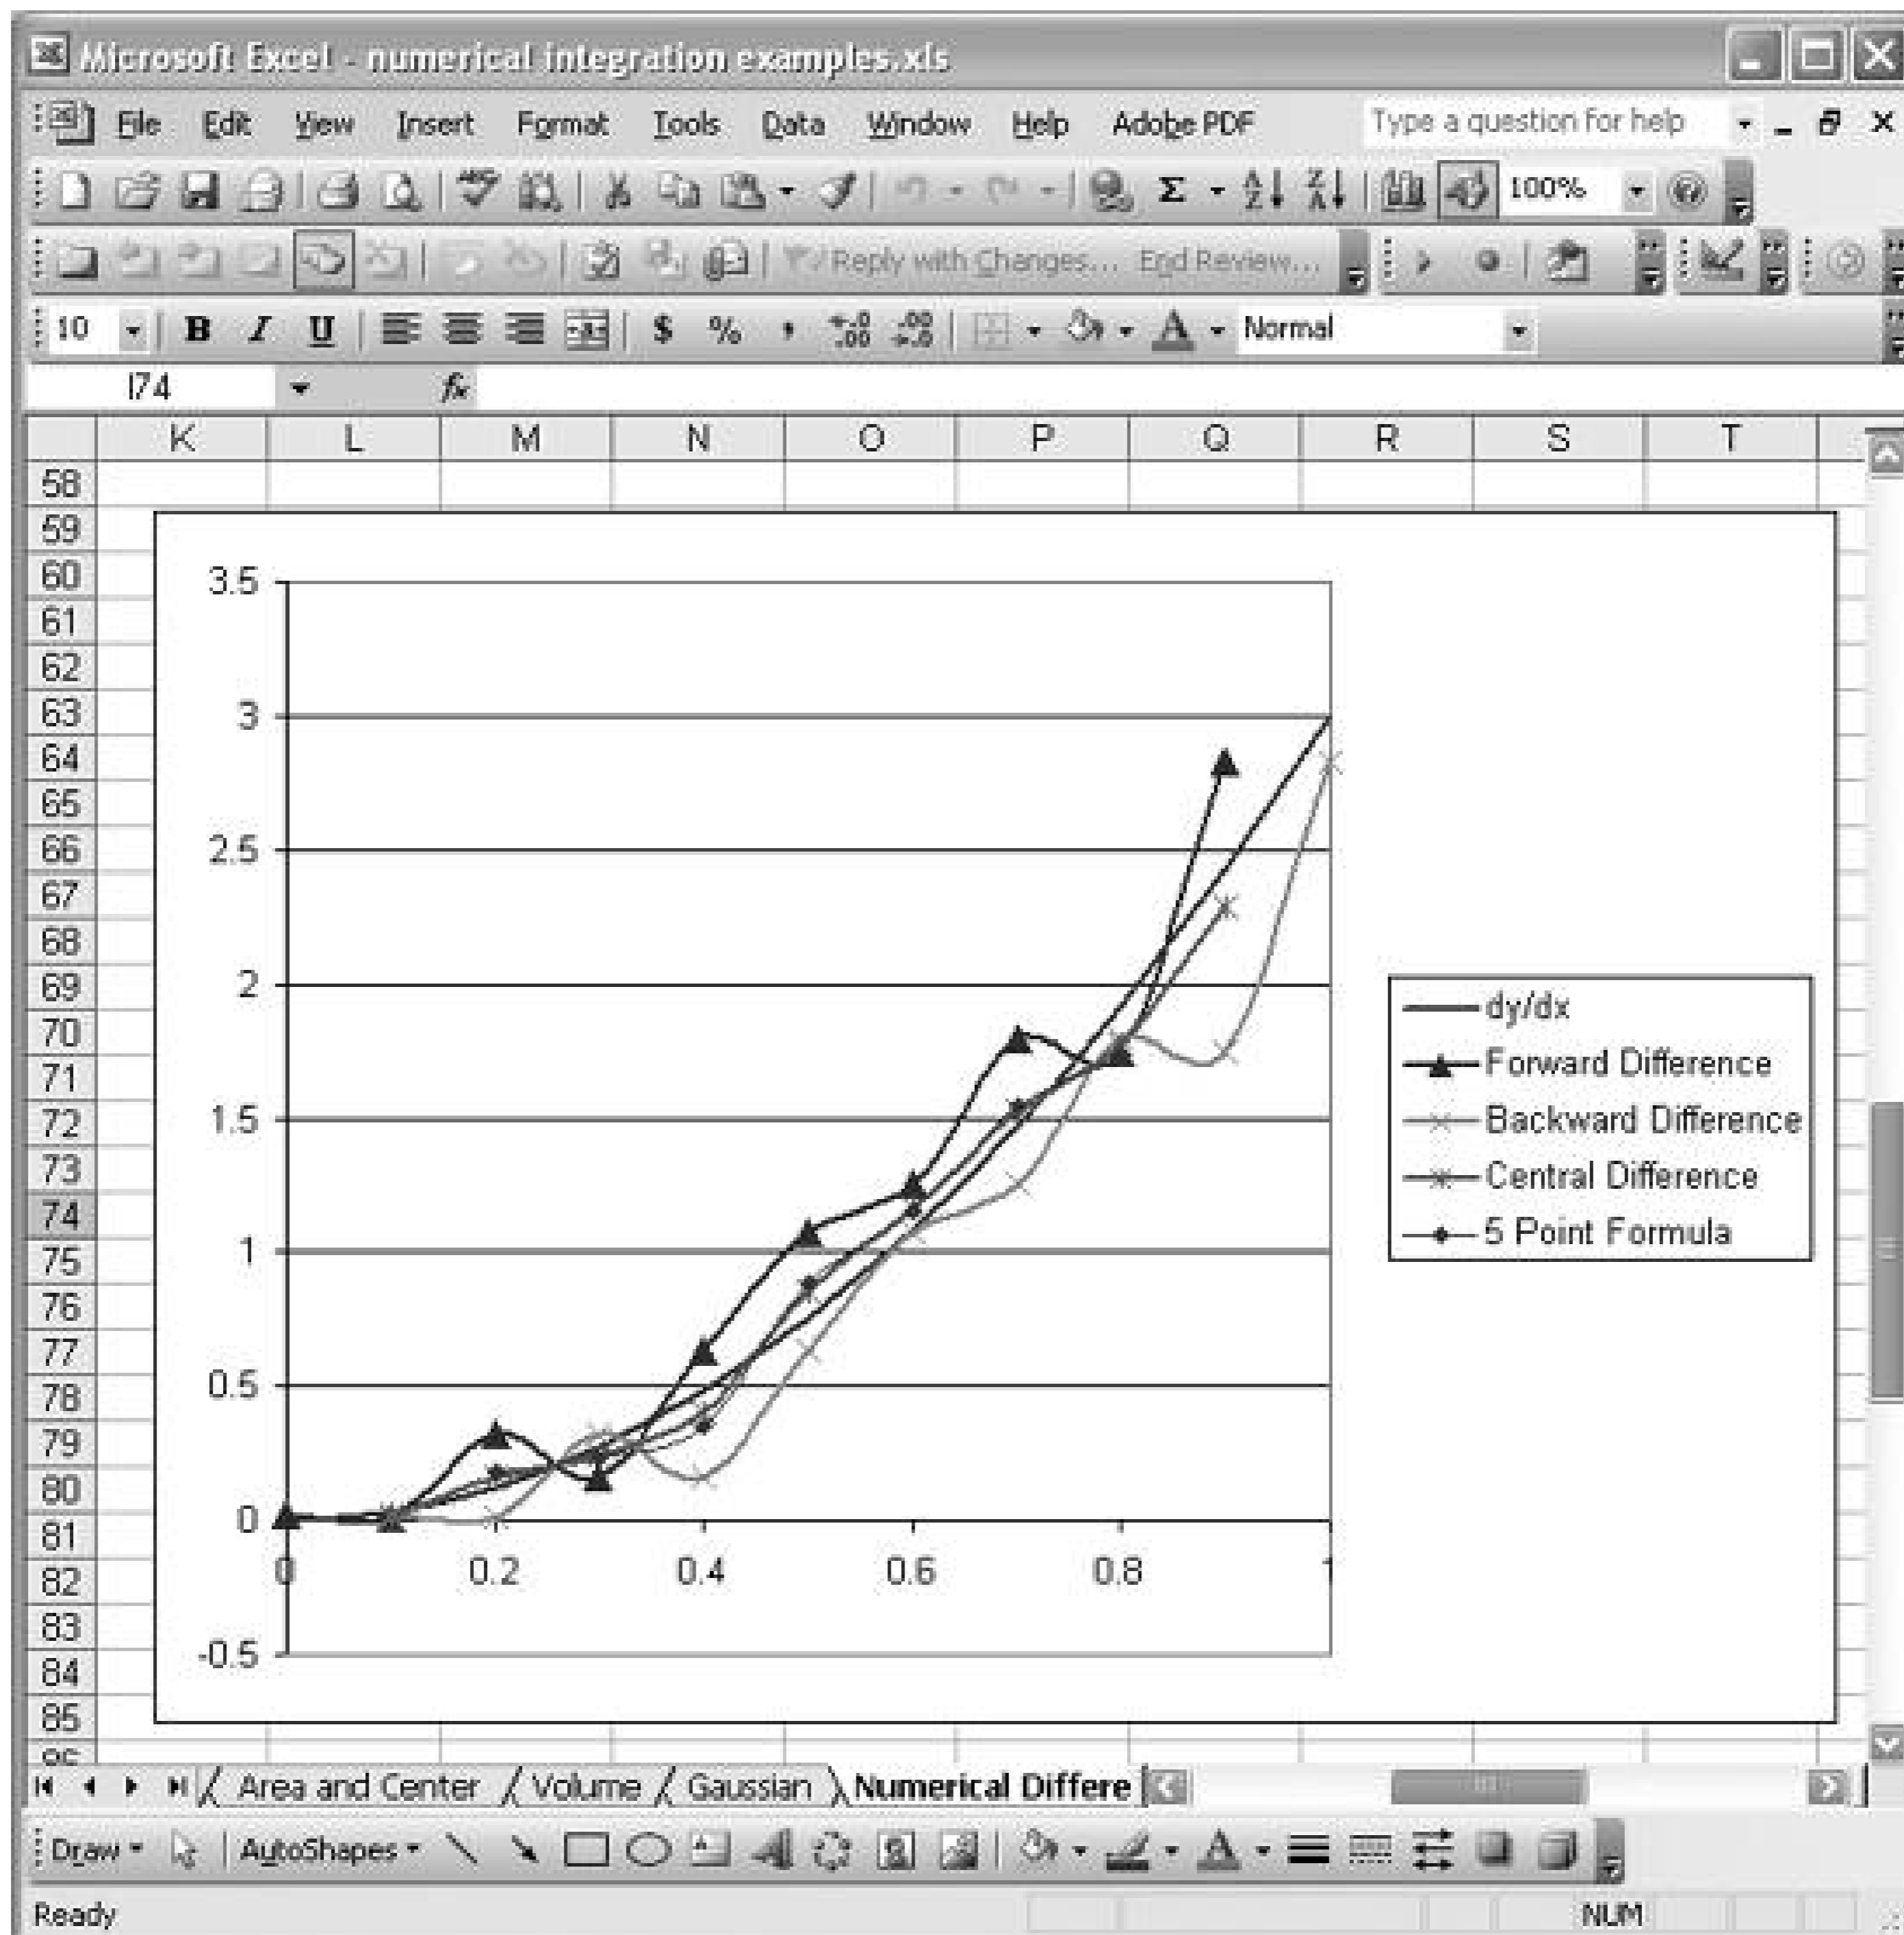 Microsoft Excel - numerical integration examples.xls
File Edit View Insert Format Tools Data Window Help Adobe PDF Type a question for help
100%
Reply with Changes... End Review...
10 B I U $ % , Normal
I74 fx
K L M N O P Q R S T
58
59
60
61
62
63
64
65
66
67
68
69
70
71
72
73
74
75
76
77
78
79
80
81
82
83
84
85
86
3.5
3
2.5
2
1.5
1
0.5
0
-0.5
0 0.2 0.4 0.6 0.8 1
dy/dx
Forward Difference
Backward Difference
Central Difference
5 Point Formula
Area and Center Volume Gaussian Numerical Differe
Draw AutoShapes
Ready NUM